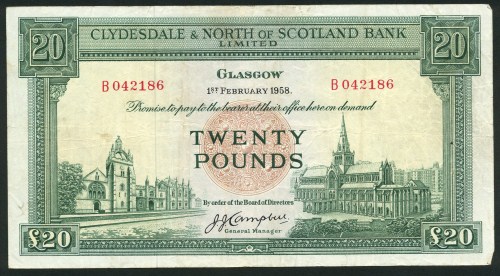 20 CLYDESDALE & NORTH OF SCOTLAND BANK 20
LIMITED
GLASGOW
B 042186 B 042186
1ST FEBRUARY 1958.
Promise to pay to the bearer at their office here on demand
TWENTY
POUNDS
By order of the Board of Directors
J.J. Campbell
General Manager
£20 £20